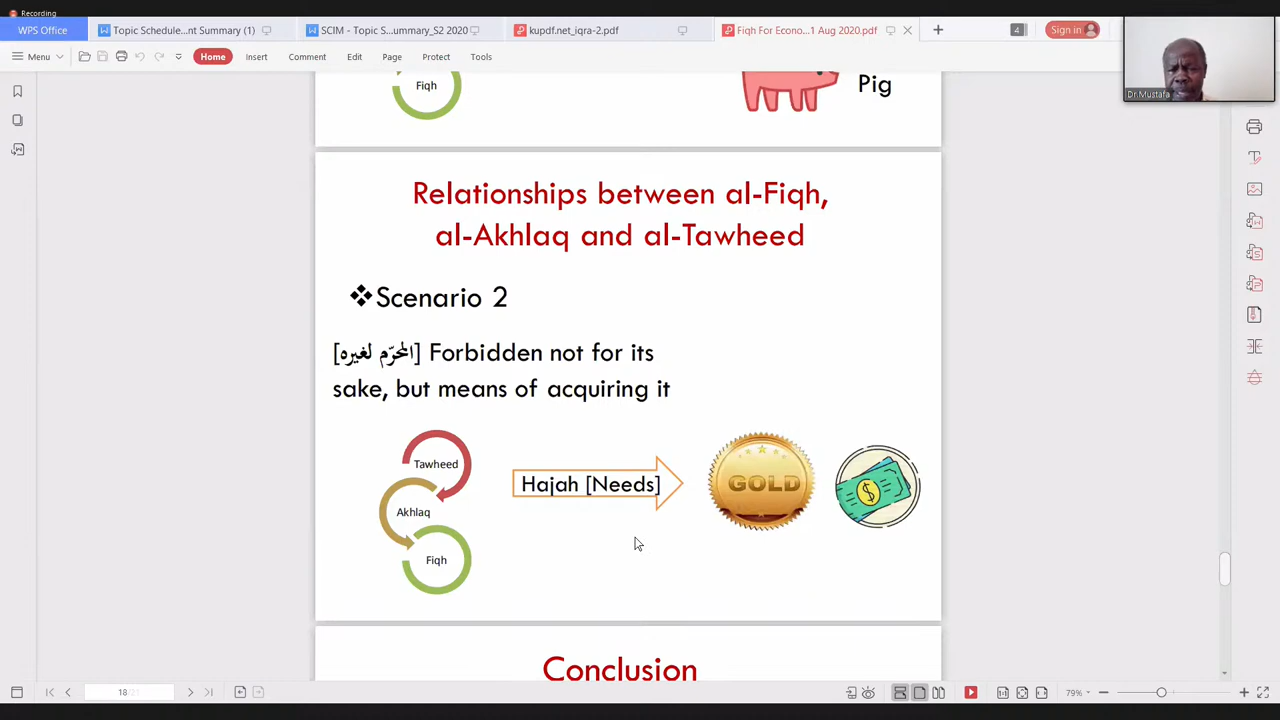 Recording
WPS Office
Topic Schedule...nt Summary (1)
SCIM - Topic S...ummary_S2 2020
kupdf.net_iqra-2.pdf
Fiqh For Econo...1 Aug 2020.pdf
4
Sign in
Menu
Home
Insert
Comment
Edit
Page
Protect
Tools
Dr.Mustafa
Fiqh
Pig
Relationships between al-Fiqh,
al-Akhlaq and al-Tawheed
❖Scenario 2
[المحرّم لغيره] Forbidden not for its
sake, but means of acquiring it
Tawheed
Akhlaq
Fiqh
Hajah [Needs]
GOLD
$
Conclusion
79%